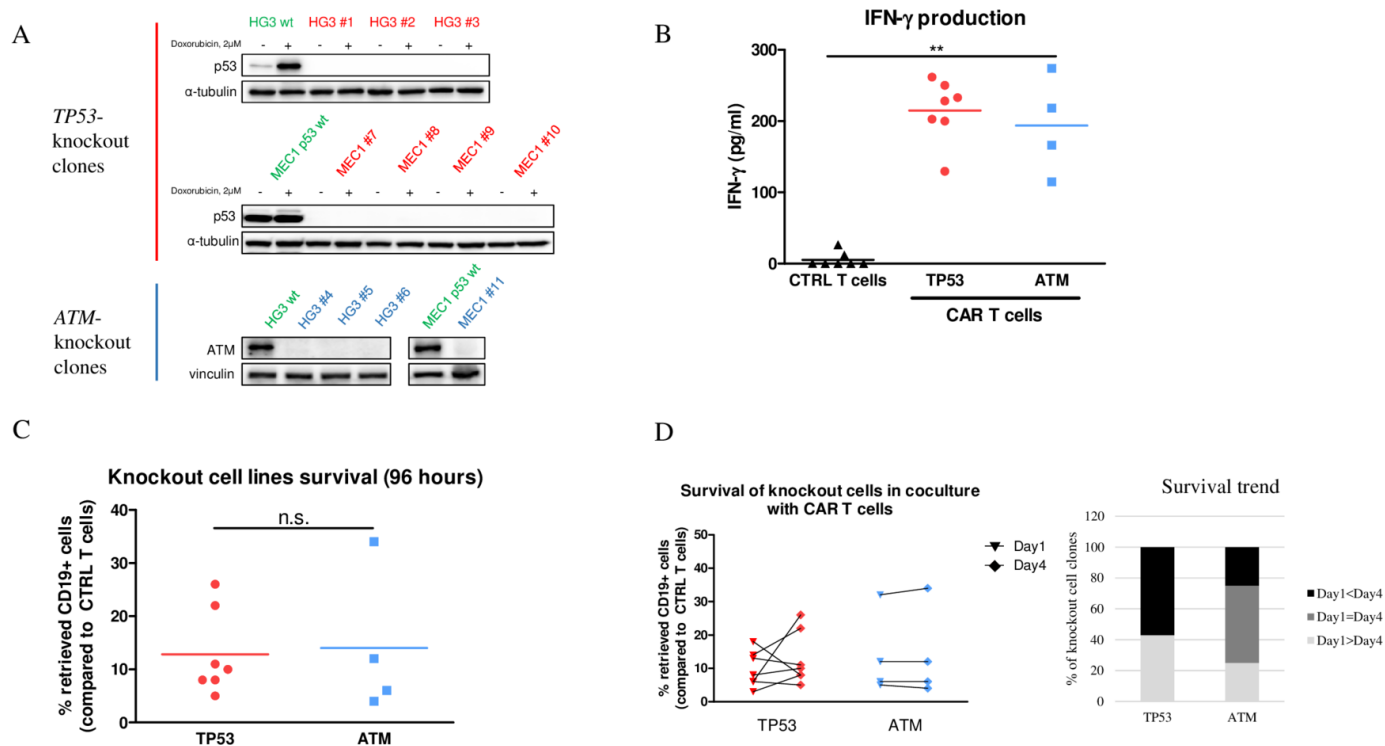 A
TP53-
knockout
clones
HG3 wt HG3 #1 HG3 #2 HG3 #3
Doxorubicin, 2µM - + - + - + - +
p53
α-tubulin
MEC1 p53 wt MEC1 #7 MEC1 #8 MEC1 #9 MEC1 #10
Doxorubicin, 2µM - + - + - + - + - +
p53
α-tubulin
ATM-
knockout
clones
HG3 wt HG3 #4 HG3 #5 HG3 #6 MEC1 p53 wt MEC1 #11
ATM
vinculin
B
IFN-γ production
**
IFN-γ (pg/ml)
300
200
100
0
CTRL T cells TP53 ATM
CAR T cells
C
Knockout cell lines survival (96 hours)
n.s.
% retrieved CD19+ cells
(compared to CTRL T cells)
40
30
20
10
0
TP53 ATM
D
Survival of knockout cells in coculture
with CAR T cells
% retrieved CD19+ cells
(compared to CTRL T cells)
50
40
30
20
10
0
TP53 ATM
Day1
Day4
Survival trend
% of knockout cell clones
120
100
80
60
40
20
0
TP53 ATM
Day1<Day4
Day1=Day4
Day1>Day4